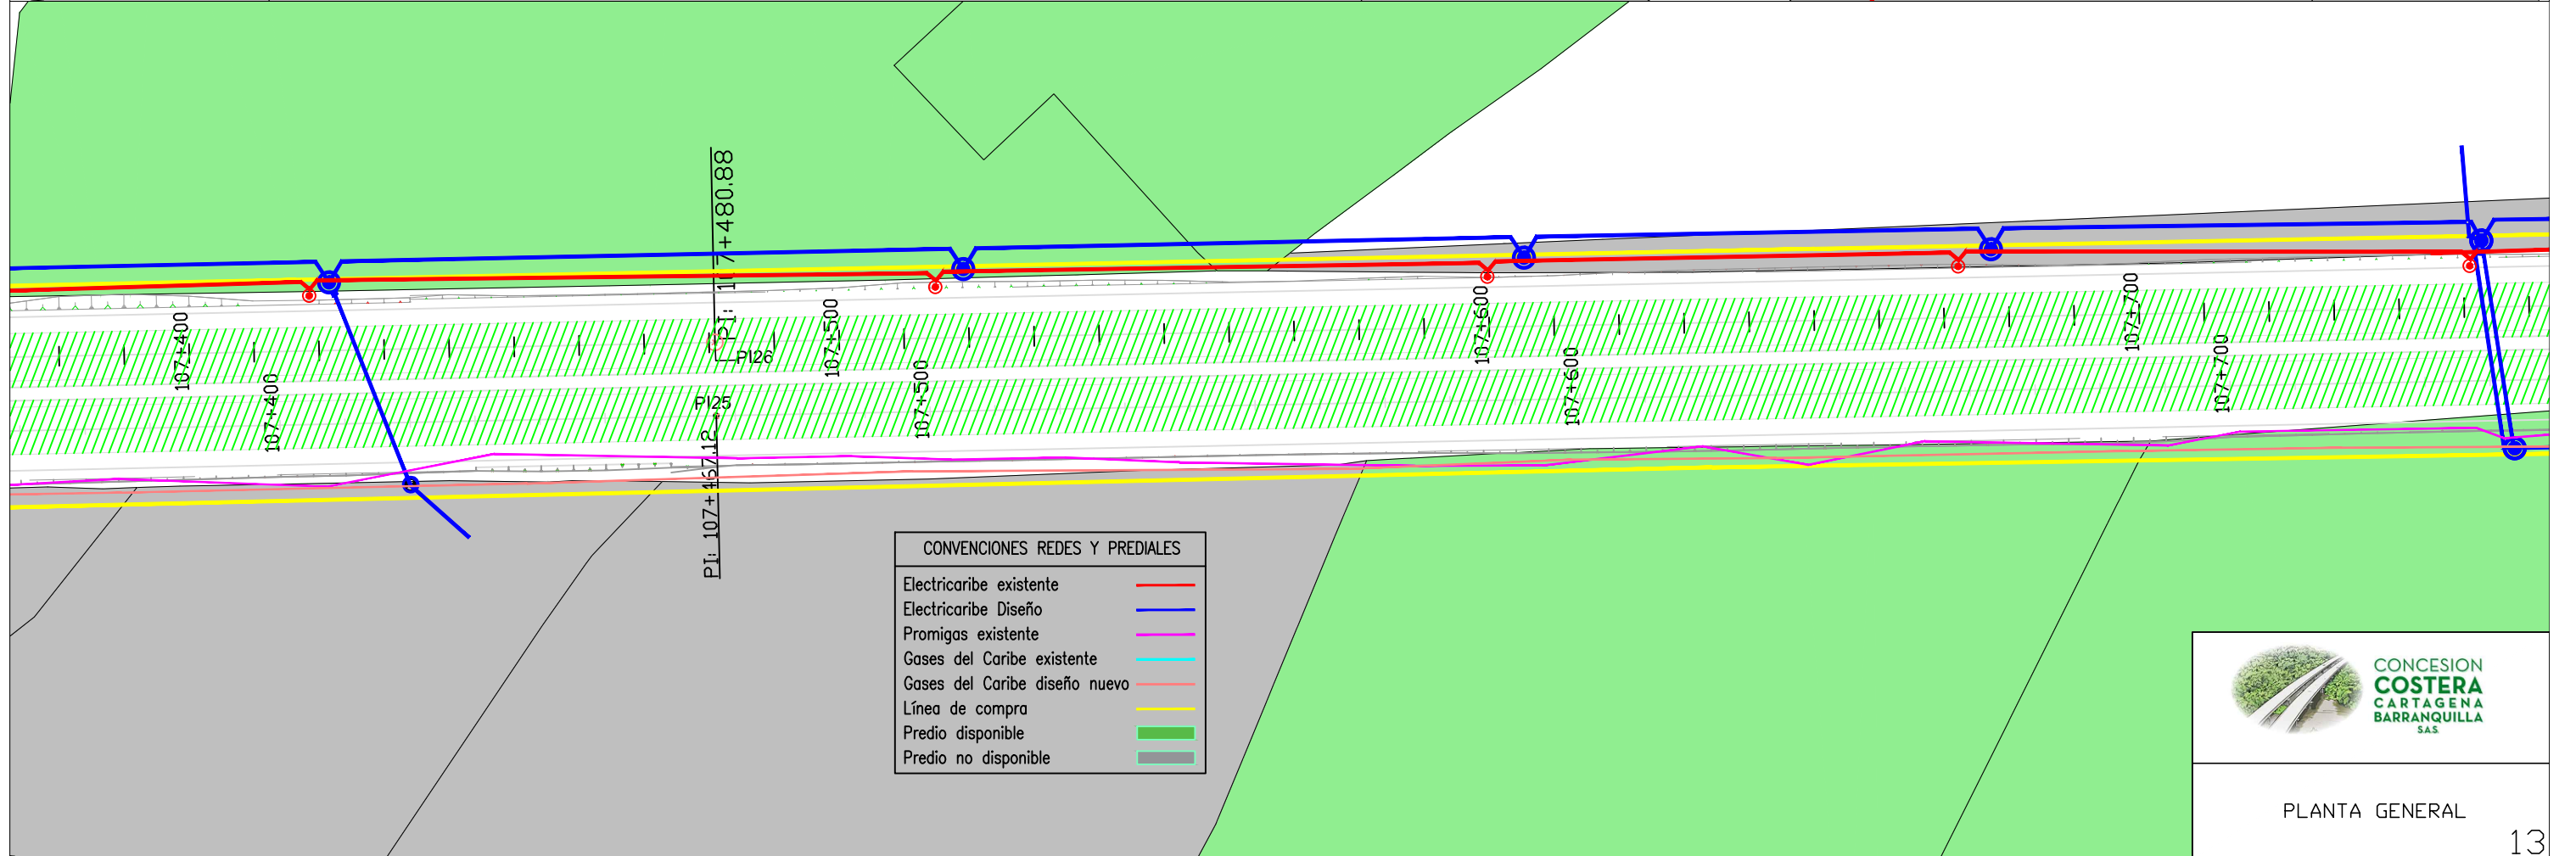 PI: 117+480.88
PI26
PI25
PI: 107+467.12
107+400
107+400
107+500
107+500
107+600
107+600
107+700
107+700
CONVENCIONES REDES Y PREDIALES
Electricaribe existente
Electricaribe Diseño
Promigas existente
Gases del Caribe existente
Gases del Caribe diseño nuevo
Línea de compra
Predio disponible
Predio no disponible
CONCESION
COSTERA
CARTAGENA
BARRANQUILLA
S.A.S.
PLANTA GENERAL
13